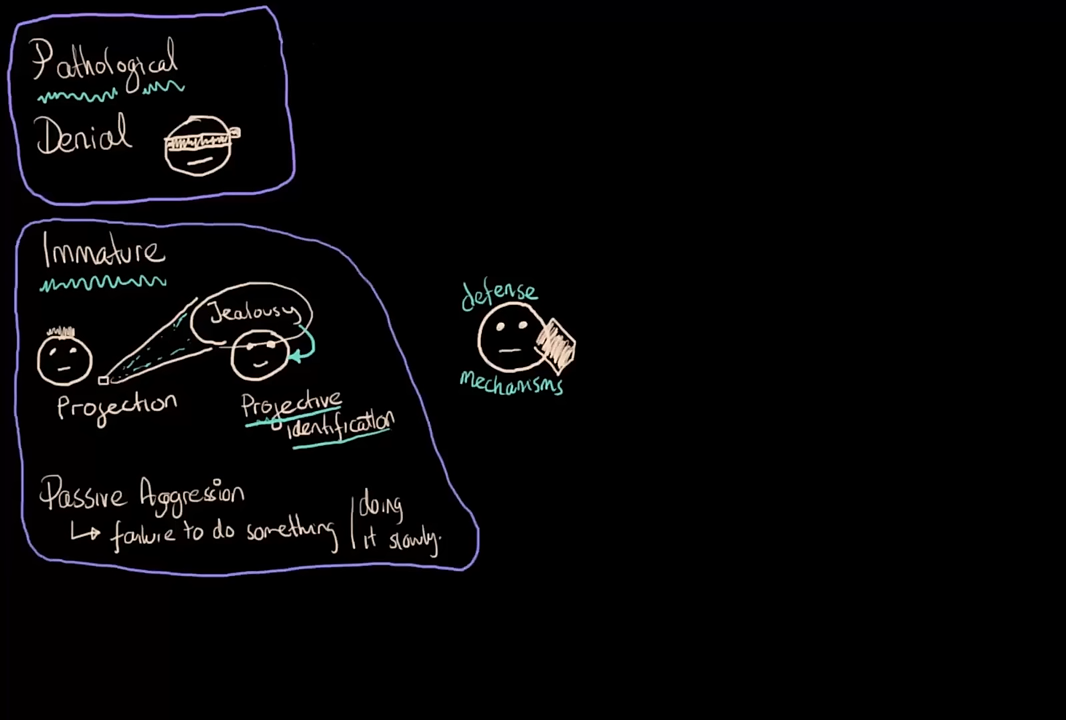 Pathological
Denial
Immature
Jealousy
Projection
Projective
identification
Passive Aggression
failure to do something
doing
it slowly.
defense
mechanisms